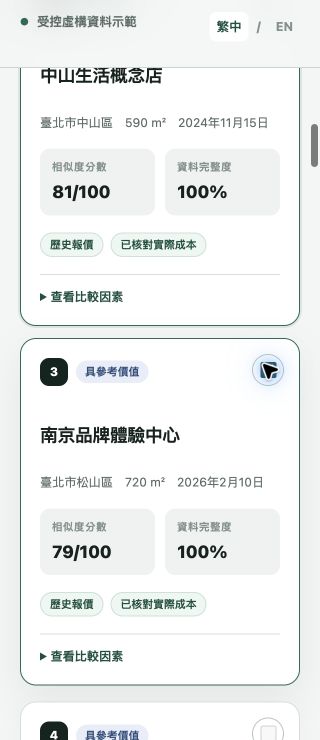 受控虛構資料示範
繁中 / EN
中山生活概念店
臺北市中山區 590 m² 2024年11月15日
相似度分數 資料完整度
81/100 100%
歷史報價 已核對實際成本
查看比較因素
3 具參考價值
南京品牌體驗中心
臺北市松山區 720 m² 2026年2月10日
相似度分數 資料完整度
79/100 100%
歷史報價 已核對實際成本
查看比較因素
4 具參考價值